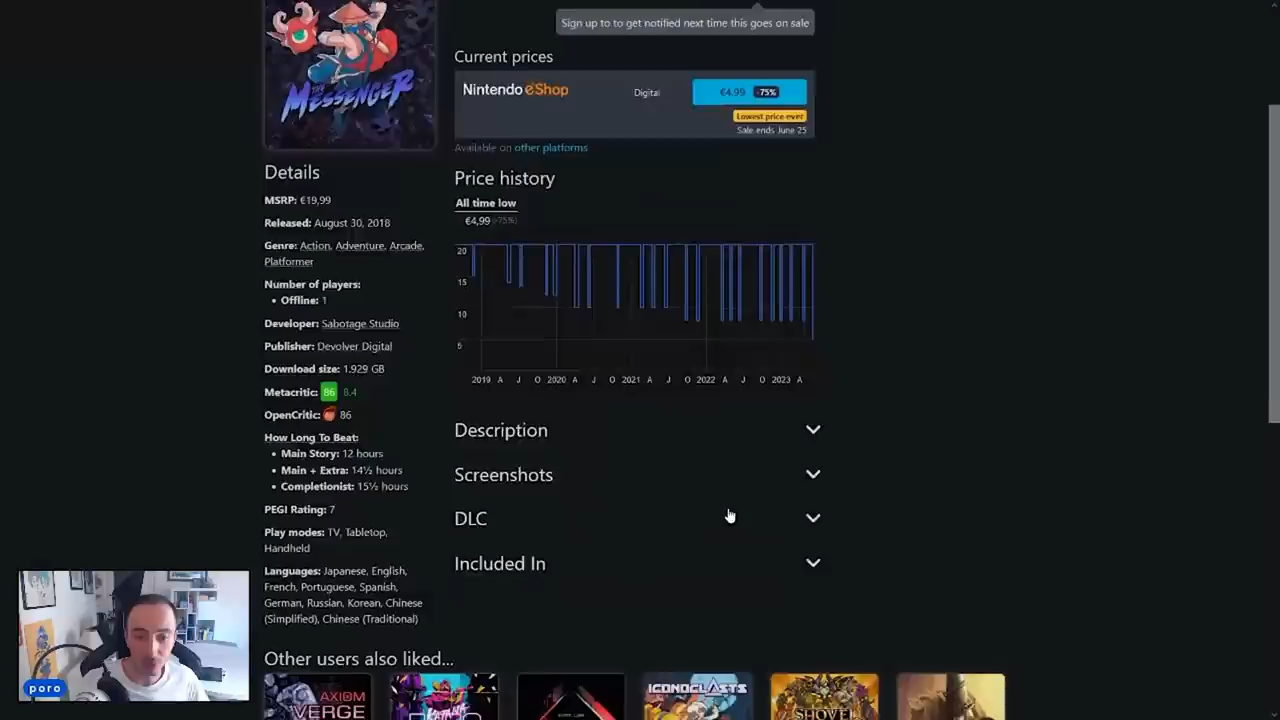 Sign up to to get notified next time this goes on sale
THE
MESSENGER
Current prices
Nintendo eShop
Digital
€4,99 -75%
Lowest price ever
Sale ends June 25
Available on other platforms
Details
MSRP: €19,99
Released: August 30, 2018
Genre: Action, Adventure, Arcade,
Platformer
Number of players:
• Offline: 1
Developer: Sabotage Studio
Publisher: Devolver Digital
Download size: 1.929 GB
Metacritic: 86 8.4
OpenCritic: 86
How Long To Beat:
• Main Story: 12 hours
• Main + Extra: 14½ hours
• Completionist: 15½ hours
PEGI Rating: 7
Play modes: TV, Tabletop,
Handheld
Languages: Japanese, English,
French, Portuguese, Spanish,
German, Russian, Korean, Chinese
(Simplified), Chinese (Traditional)
Price history
All time low
€4,99 (-75%)
20
15
10
5
2019 A J O 2020 A J O 2021 A J O 2022 A J O 2023 A
Description
Screenshots
DLC
Included In
poro
Other users also liked...
AXIOM
VERGE
ICONOCLASTS
SHOVEL